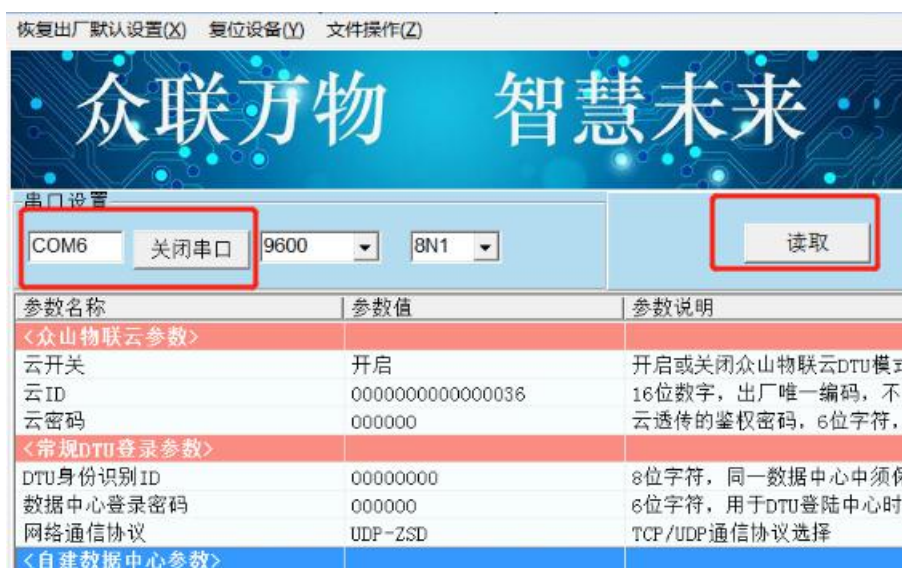 恢复出厂默认设置(X) 复位设备(Y) 文件操作(Z)
众联万物 智慧未来
串口设置
COM6 关闭串口 9600 8N1 读取
参数名称 参数值 参数说明
<众山物联云参数>
云开关 开启 开启或关闭众山物联云DTU模式
云ID 0000000000000036 16位数字，出厂唯一编码，不
云密码 000000 云透传的鉴权密码，6位字符，
<常规DTU登录参数>
DTU身份识别ID 00000000 8位字符，同一数据中心中须保
数据中心登录密码 000000 6位字符，用于DTU登陆中心时
网络通信协议 UDP-ZSD TCP/UDP通信协议选择
<自建数据中心参数>